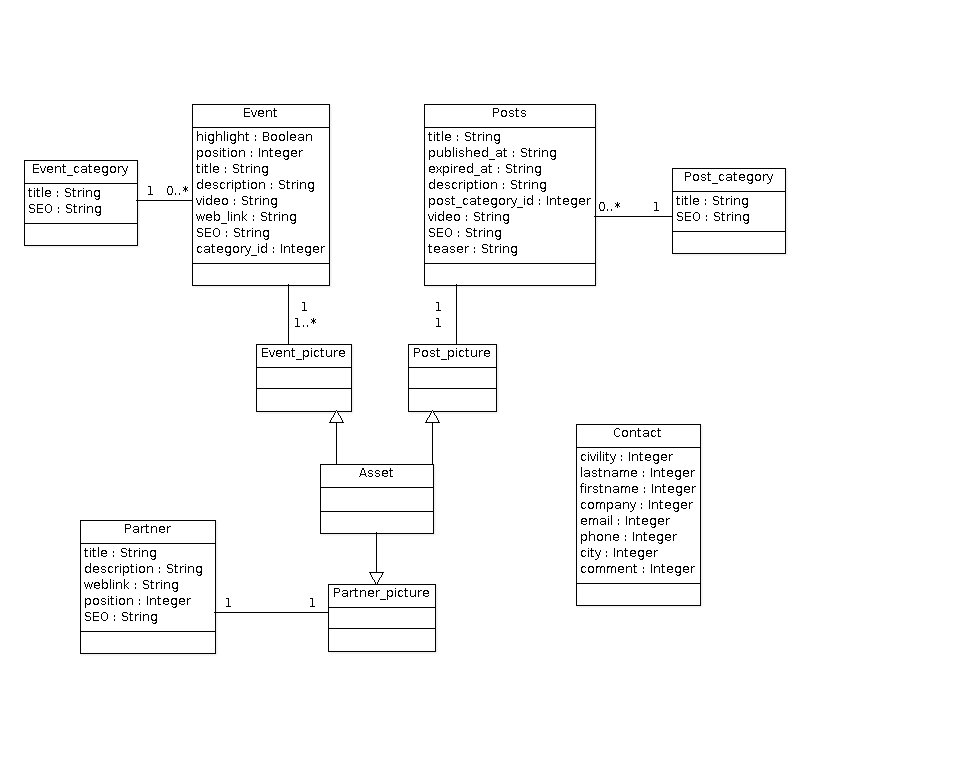 Event
highlight : Boolean
position : Integer
title : String
description : String
video : String
web_link : String
SEO : String
category_id : Integer
Posts
title : String
published_at : String
expired_at : String
description : String
post_category_id : Integer
video : String
SEO : String
teaser : String
Event_category
title : String
SEO : String
1 0..*
Post_category
title : String
SEO : String
0..* 1
1
1..*
1
1
Event_picture
Post_picture
Asset
Contact
civility : Integer
lastname : Integer
firstname : Integer
company : Integer
email : Integer
phone : Integer
city : Integer
comment : Integer
Partner
title : String
description : String
weblink : String
position : Integer
SEO : String
1 1
Partner_picture